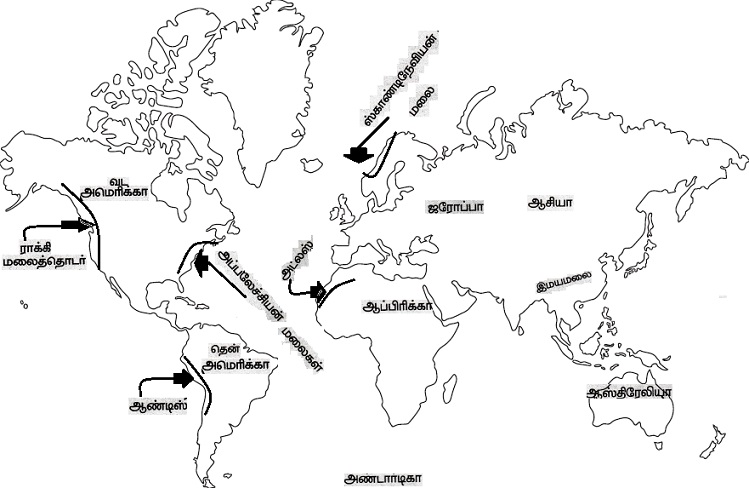 ஸ்காண்டிநேவியன்
மலை
வட
அமெரிக்கா
ஐரோப்பா
ஆசியா
ராக்கி
மலைத்தொடர்
அப்பலேச்சியன் மலைகள்
அட்லஸ்
ஆப்பிரிக்கா
இமயமலை
தென்
அமெரிக்கா
ஆண்டிஸ்
ஆஸ்திரேலியா
அண்டார்டிகா